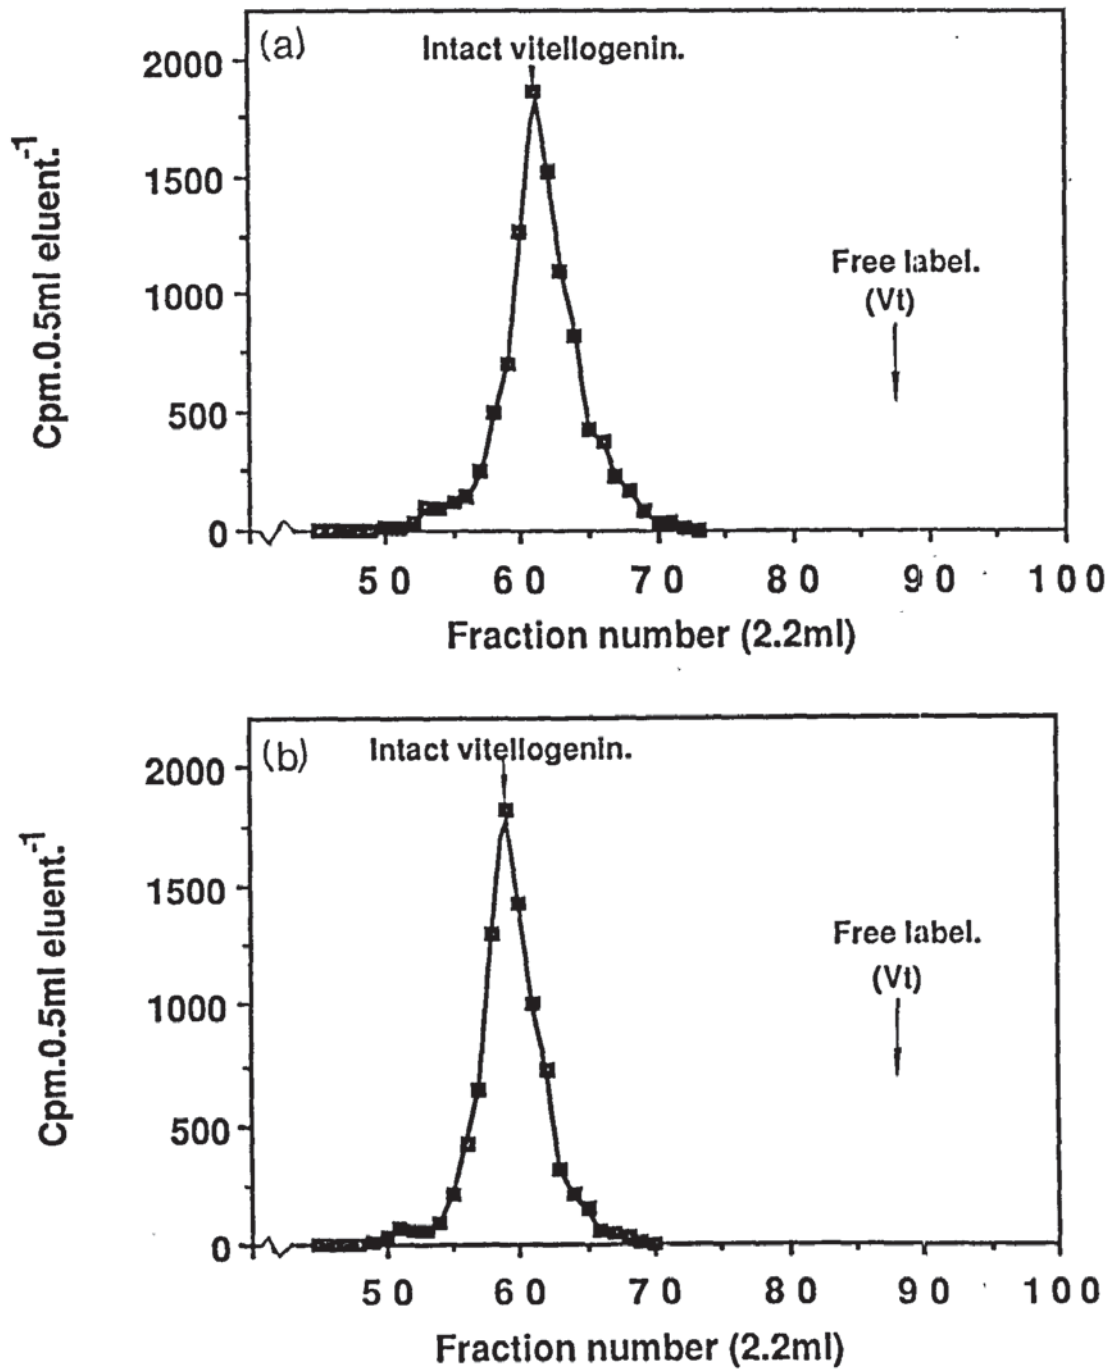 (a)
Intact vitellogenin.
2000
1500
1000
500
0
Cpm.0.5ml eluent.-1
Free label.
(Vt)
50 60 70 80 90 100
Fraction number (2.2ml)
(b)
Intact vitellogenin.
2000
1500
1000
500
0
Cpm.0.5ml eluent.-1
Free label.
(Vt)
50 60 70 80 90 100
Fraction number (2.2ml)